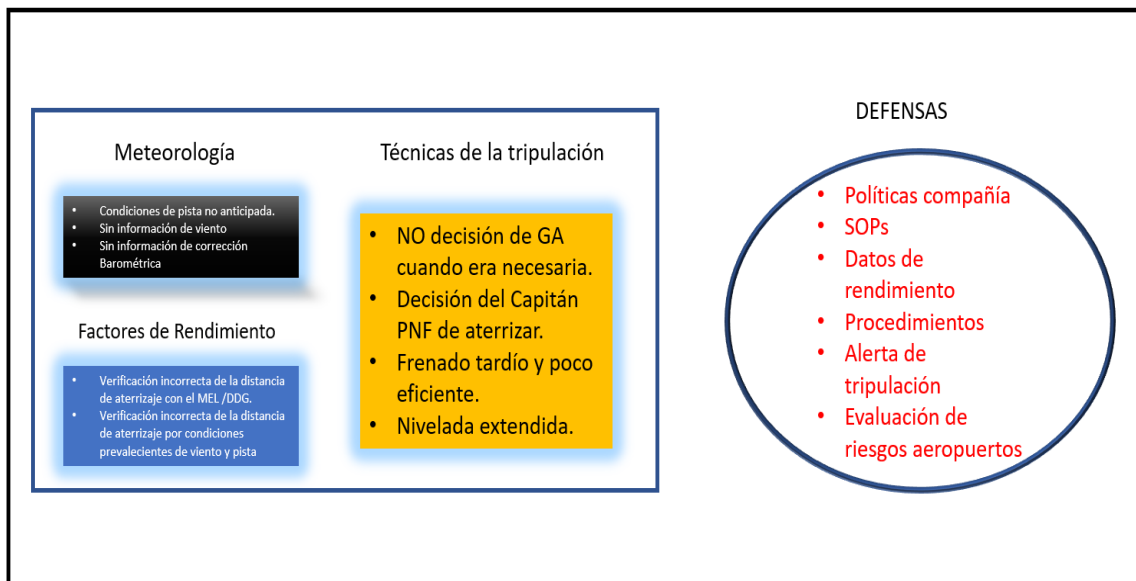 Meteorología
• Condiciones de pista no anticipada.
• Sin información de viento
• Sin información de corrección
Barométrica
Factores de Rendimiento
• Verificación incorrecta de la distancia
de aterrizaje con el MEL /DDG.
• Verificación incorrecta de la distancia
de aterrizaje por condiciones
prevalecientes de viento y pista
Técnicas de la tripulación
• NO decisión de GA
cuando era necesaria.
• Decisión del Capitán
PNF de aterrizar.
• Frenado tardío y poco
eficiente.
• Nivelada extendida.
DEFENSAS
• Políticas compañía
• SOPs
• Datos de
rendimiento
• Procedimientos
• Alerta de
tripulación
• Evaluación de
riesgos aeropuertos